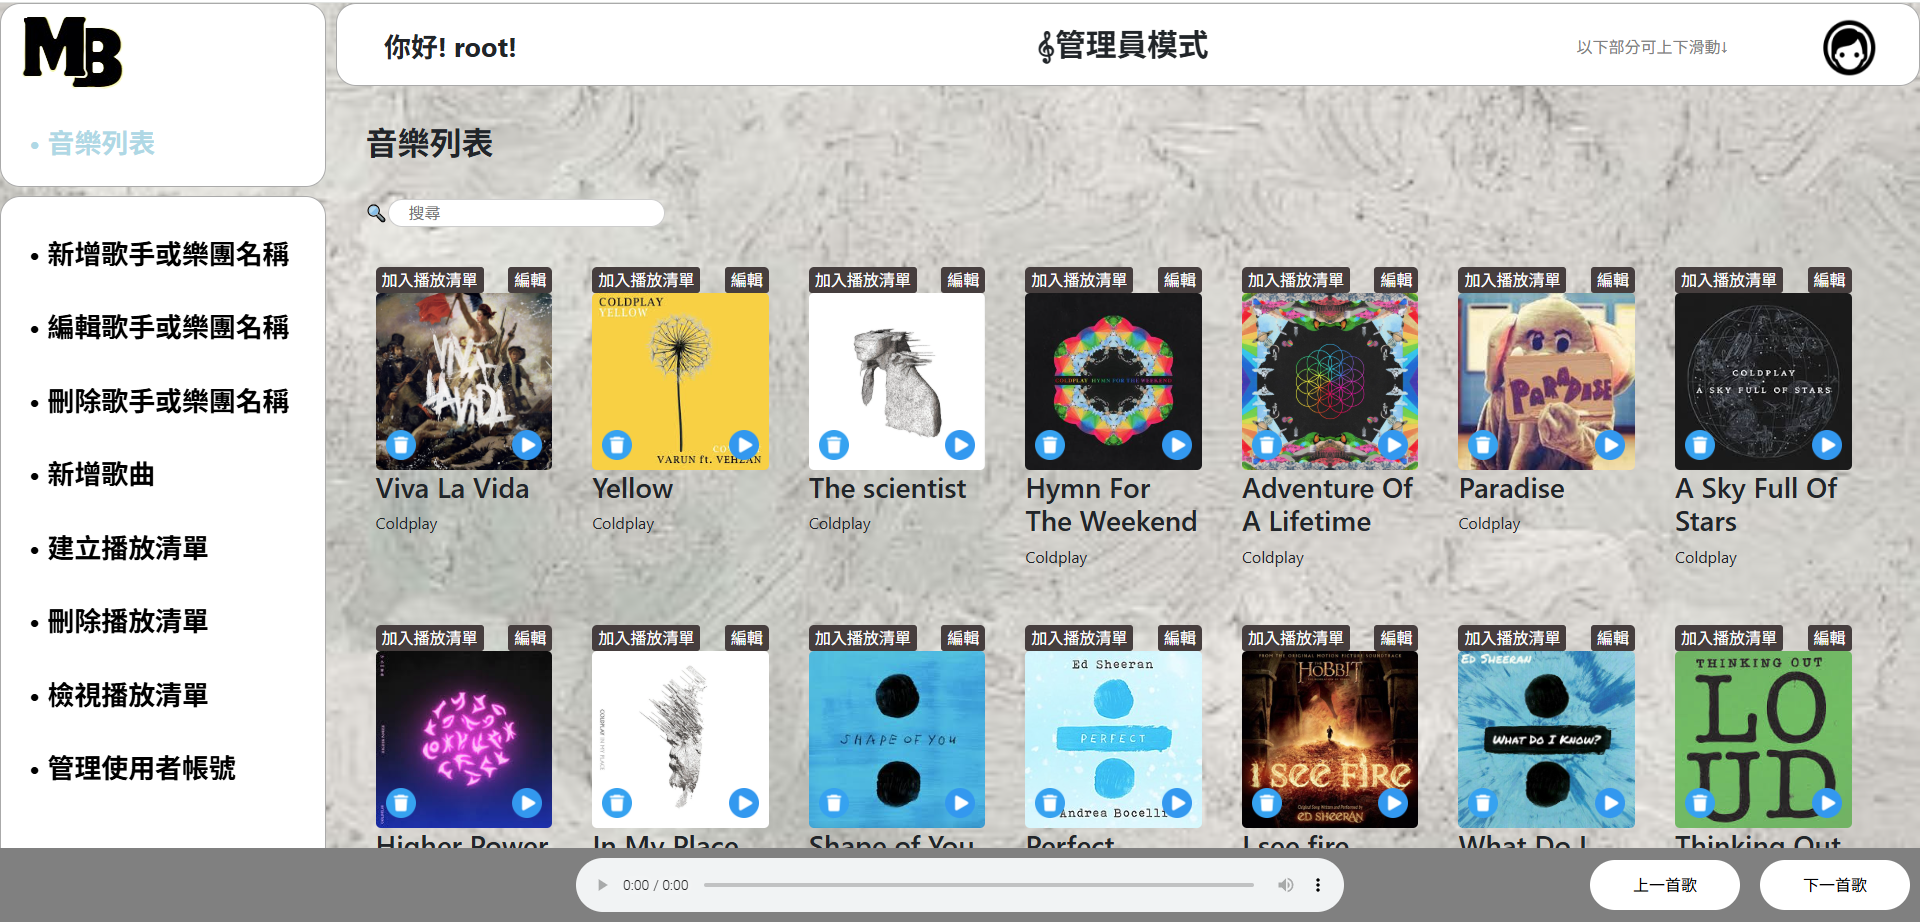 MB
• 音樂列表
• 新增歌手或樂團名稱
• 編輯歌手或樂團名稱
• 刪除歌手或樂團名稱
• 新增歌曲
• 建立播放清單
• 刪除播放清單
• 檢視播放清單
• 管理使用者帳號
你好! root!
管理員模式
以下部分可上下滑動↓
音樂列表
搜尋
加入播放清單 編輯
VIVA LA VIDA
Viva La Vida
Coldplay
加入播放清單 編輯
COLDPLAY
YELLOW
VARUN ft. VEHZAN
Yellow
Coldplay
加入播放清單 編輯
The scientist
Coldplay
加入播放清單 編輯
COLDPLAY HYMN FOR THE WEEKEND
Hymn For
The Weekend
Coldplay
加入播放清單 編輯
Adventure Of
A Lifetime
Coldplay
加入播放清單 編輯
PARADISE
Paradise
Coldplay
加入播放清單 編輯
COLDPLAY
A SKY FULL OF STARS
A Sky Full Of
Stars
Coldplay
加入播放清單 編輯
Higher Power
加入播放清單 編輯
COLDPLAY IN MY PLACE
In My Place
加入播放清單 編輯
SHAPE OF YOU
Shape of You
加入播放清單 編輯
Ed Sheeran
PERFECT
Andrea Bocelli
Perfect
加入播放清單 編輯
FROM THE ORIGINAL MOTION PICTURE SOUNDTRACK
THE HOBBIT
I SEE FIRE
ED SHEERAN
I see fire
加入播放清單 編輯
ED SHEERAN
WHAT DO I KNOW?
What Do I
加入播放清單 編輯
THINKING OUT
LOUD
Thinking Out
0:00 / 0:00
上一首歌
下一首歌